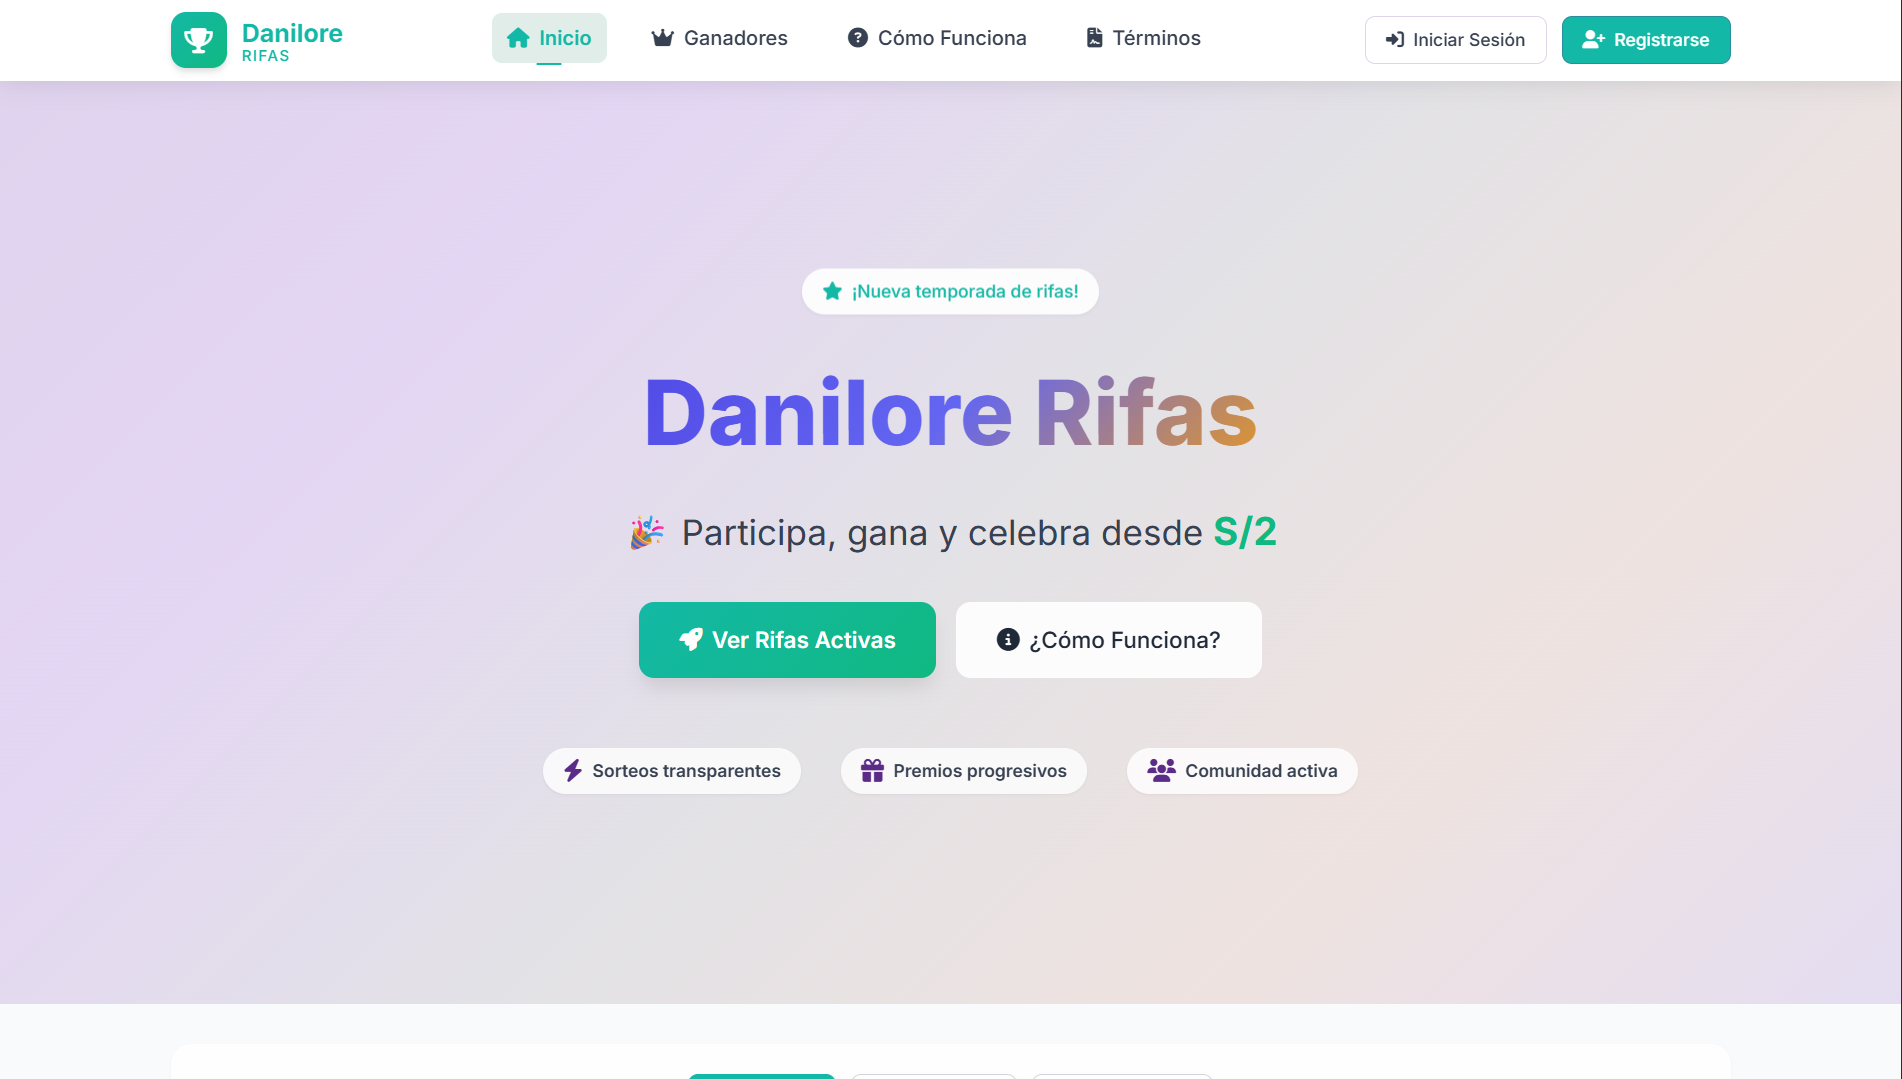 Danilore
RIFAS
Inicio
Ganadores
Cómo Funciona
Términos
Iniciar Sesión
Registrarse
¡Nueva temporada de rifas!
Danilore Rifas
🎉 Participa, gana y celebra desde S/2
Ver Rifas Activas
¿Cómo Funciona?
Sorteos transparentes
Premios progresivos
Comunidad activa